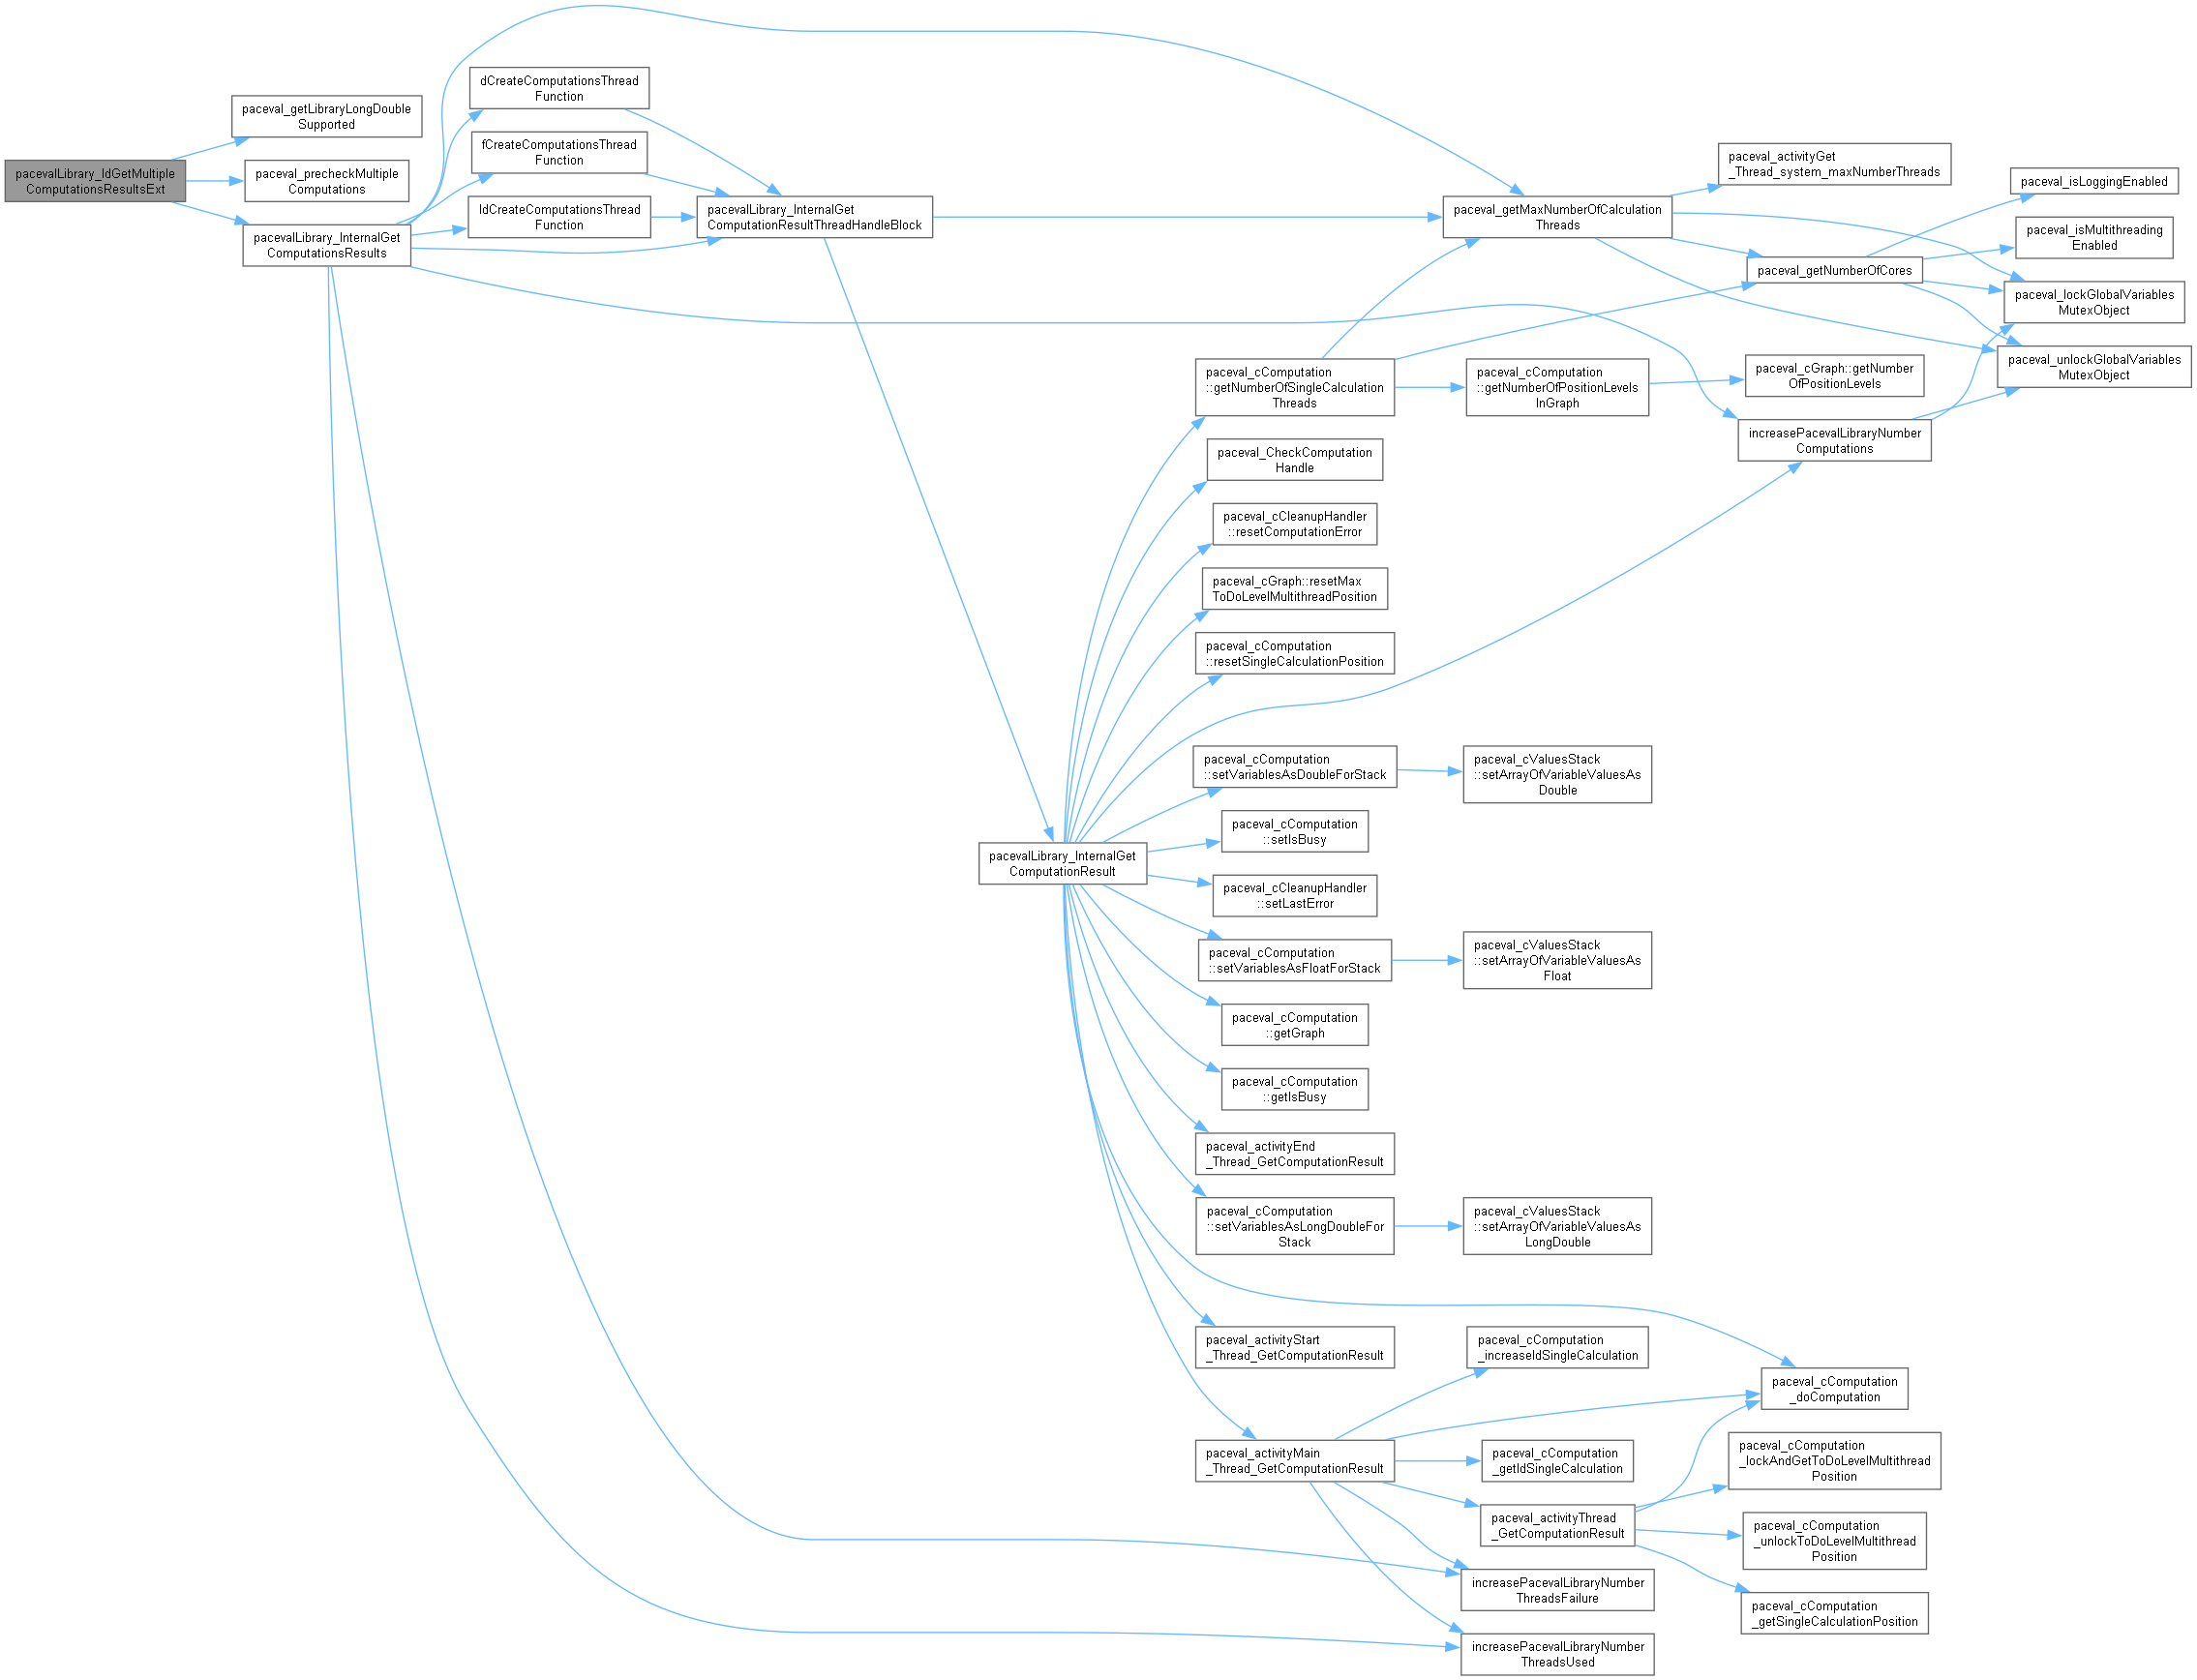 pacevalLibrary_ldGetMultiple
ComputationsResultsExt
paceval_getLibraryLongDouble
Supported
paceval_precheckMultiple
Computations
pacevalLibrary_InternalGet
ComputationsResults
dCreateComputationsThread
Function
fCreateComputationsThread
Function
ldCreateComputationsThread
Function
pacevalLibrary_InternalGet
ComputationResultThreadHandleBlock
paceval_getMaxNumberOfCalculation
Threads
paceval_activityGet
_Thread_system_maxNumberThreads
paceval_getNumberOfCores
paceval_isLoggingEnabled
paceval_isMultithreading
Enabled
paceval_lockGlobalVariables
MutexObject
paceval_unlockGlobalVariables
MutexObject
paceval_cComputation
::getNumberOfSingleCalculation
Threads
paceval_cComputation
::getNumberOfPositionLevels
InGraph
paceval_cGraph::getNumber
OfPositionLevels
increasePacevalLibraryNumber
Computations
paceval_CheckComputation
Handle
paceval_cCleanupHandler
::resetComputationError
paceval_cGraph::resetMax
ToDoLevelMultithreadPosition
paceval_cComputation
::resetSingleCalculationPosition
paceval_cComputation
::setVariablesAsDoubleForStack
paceval_cValuesStack
::setArrayOfVariableValuesAs
Double
paceval_cComputation
::setIsBusy
pacevalLibrary_InternalGet
ComputationResult
paceval_cCleanupHandler
::setLastError
paceval_cComputation
::setVariablesAsFloatForStack
paceval_cValuesStack
::setArrayOfVariableValuesAs
Float
paceval_cComputation
::getGraph
paceval_cComputation
::getIsBusy
paceval_activityEnd
_Thread_GetComputationResult
paceval_cComputation
::setVariablesAsLongDoubleFor
Stack
paceval_cValuesStack
::setArrayOfVariableValuesAs
LongDouble
paceval_activityStart
_Thread_GetComputationResult
paceval_cComputation
_increaseIdSingleCalculation
paceval_cComputation
_doComputation
paceval_activityMain
_Thread_GetComputationResult
paceval_cComputation
_getIdSingleCalculation
paceval_cComputation
_lockAndGetToDoLevelMultithread
Position
paceval_activityThread
_GetComputationResult
paceval_cComputation
_unlockToDoLevelMultithread
Position
increasePacevalLibraryNumber
ThreadsFailure
paceval_cComputation
_getSingleCalculationPosition
increasePacevalLibraryNumber
ThreadsUsed